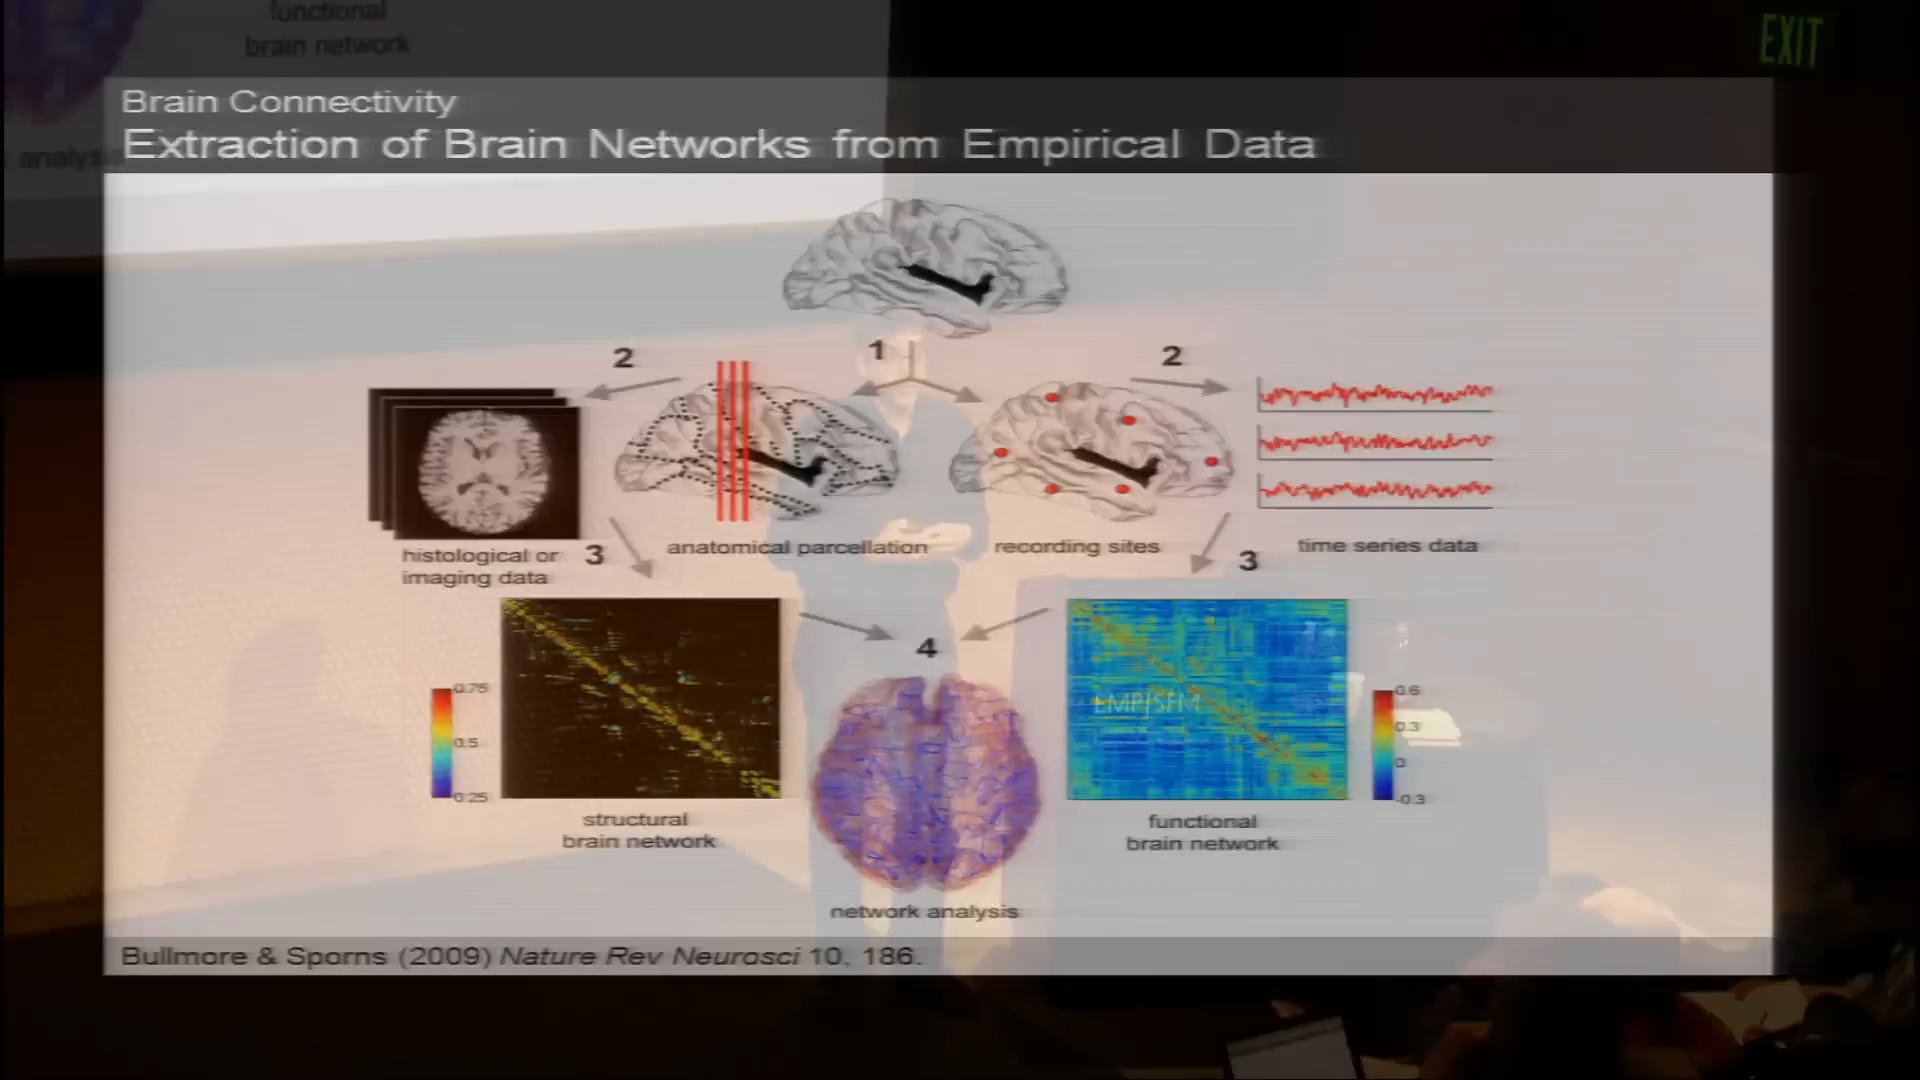 functional
brain network
EXIT
Brain Connectivity
Extraction of Brain Networks from Empirical Data
analys
1
2
2
histological or
imaging data
3
anatomical parcellation
recording sites
3
time series data
4
0.75
0.5
0.25
EMP/SFM
0.6
0.3
0
-0.3
structural
brain network
functional
brain network
network analysis
Bullmore & Sporns (2009) Nature Rev Neurosci 10, 186.